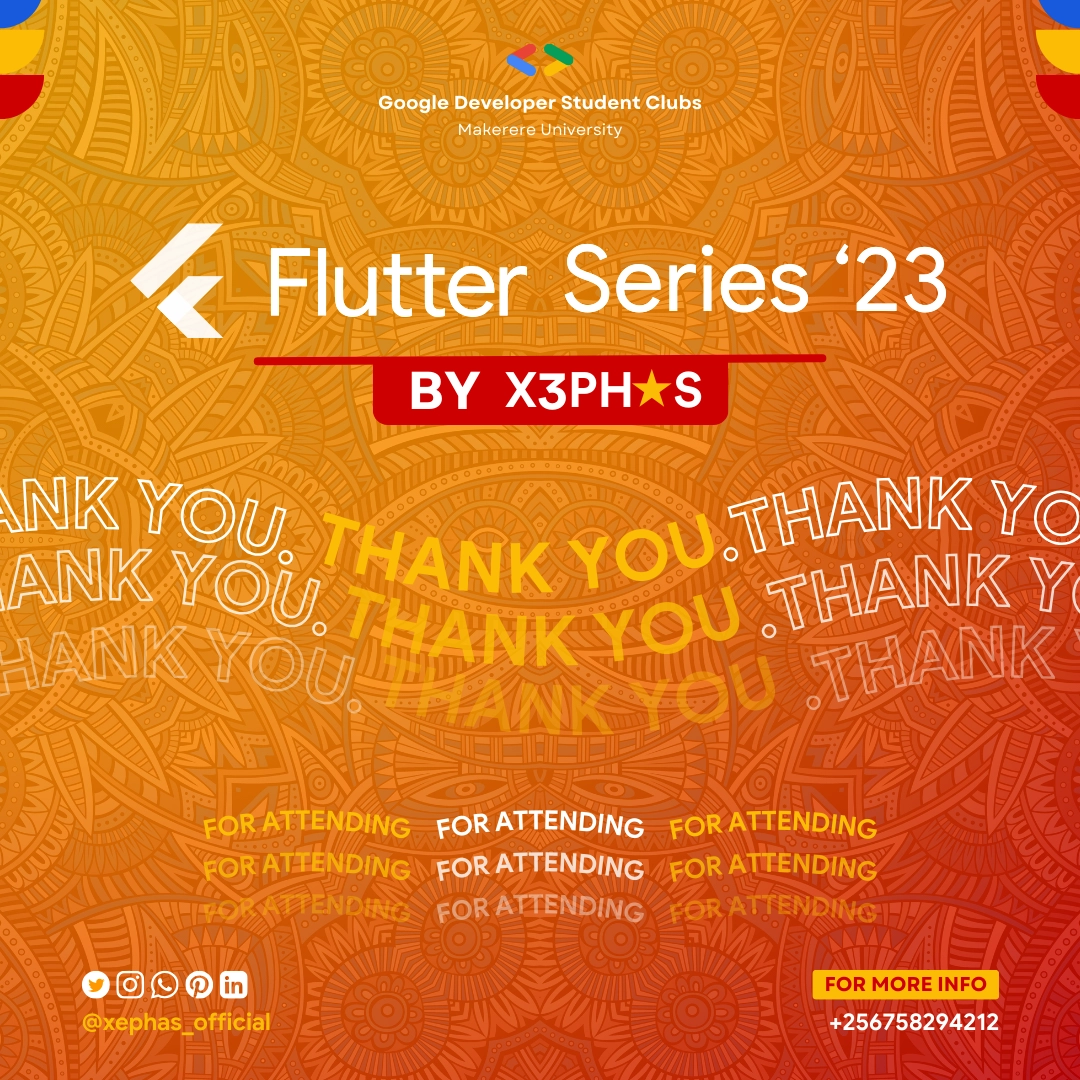 Google Developer Student Clubs
Makerere University
Flutter Series ‘23
BY X3PH★S
ANK YOU. THANK YOU .THANK YO
HANK YOU. THANK YOU .THANK YO
HANK YOU. THANK YOU .THANK
FOR ATTENDING FOR ATTENDING FOR ATTENDING
FOR ATTENDING FOR ATTENDING FOR ATTENDING
FOR ATTENDING FOR ATTENDING FOR ATTENDING
FOR MORE INFO
@xephas_official
+256758294212